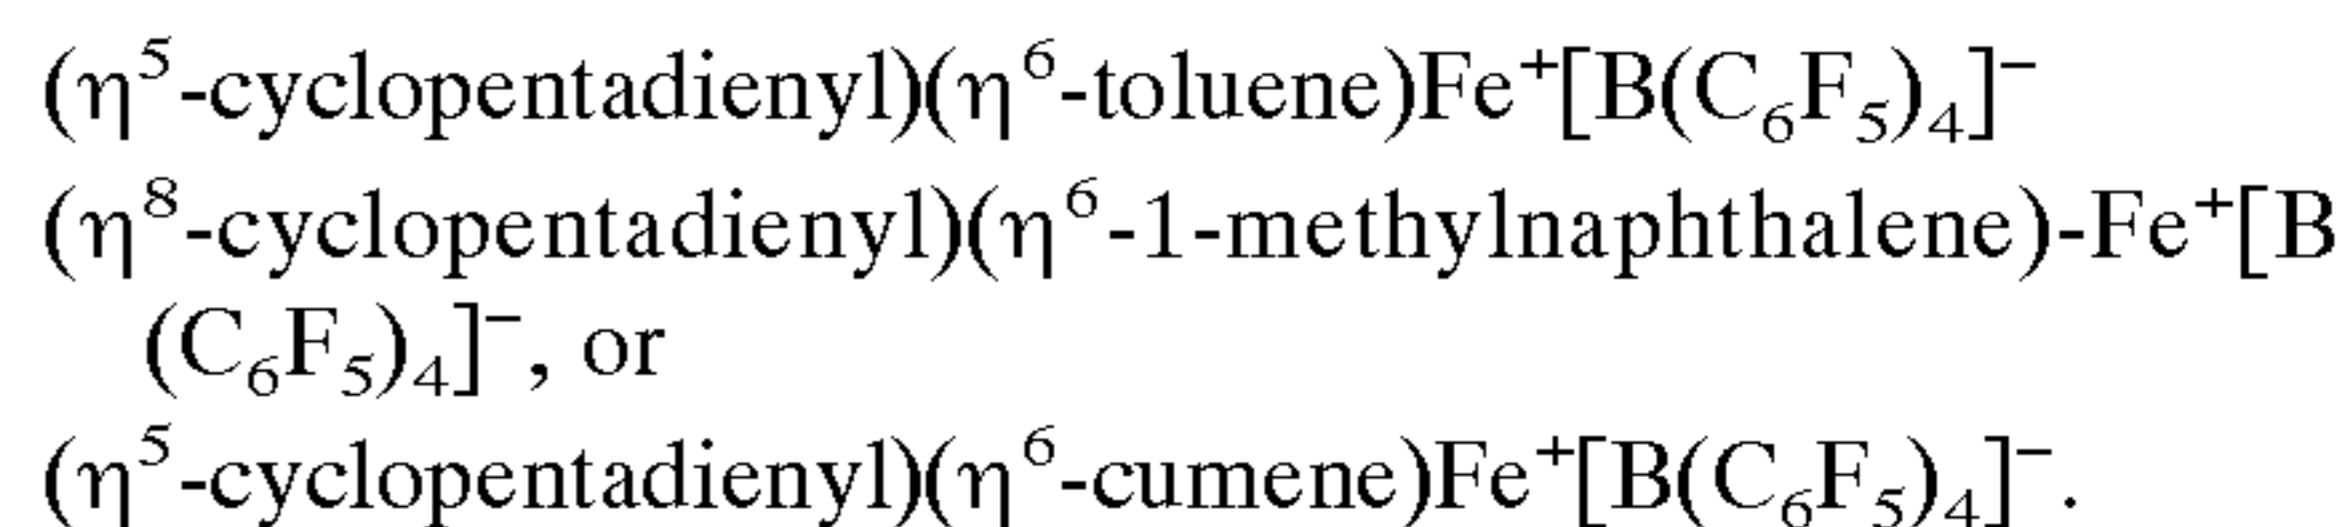 (η⁵-cyclopentadienyl)(η⁶-toluene)Fe⁺[B(C₆F₅)₄]⁻
(η⁸-cyclopentadienyl)(η⁶-1-methylnaphthalene)-Fe⁺[B
(C₆F₅)₄]⁻, or
(η⁵-cyclopentadienyl)(η⁶-cumene)Fe⁺[B(C₆F₅)₄]⁻.